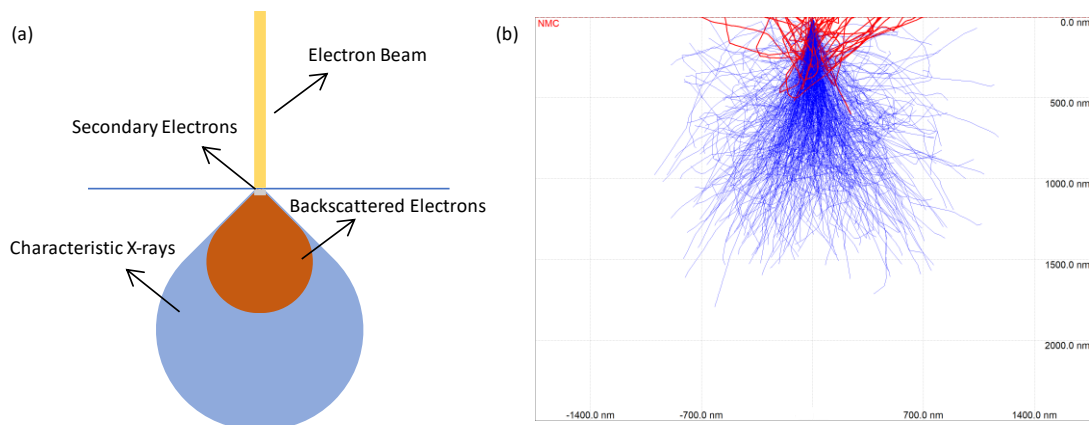 (a)
Electron Beam
Secondary Electrons
Backscattered Electrons
Characteristic X-rays
(b)
NMC
0.0 nm
500.0 nm
1000.0 nm
1500.0 nm
2000.0 nm
-1400.0 nm -700.0 nm 700.0 nm 1400.0 nm